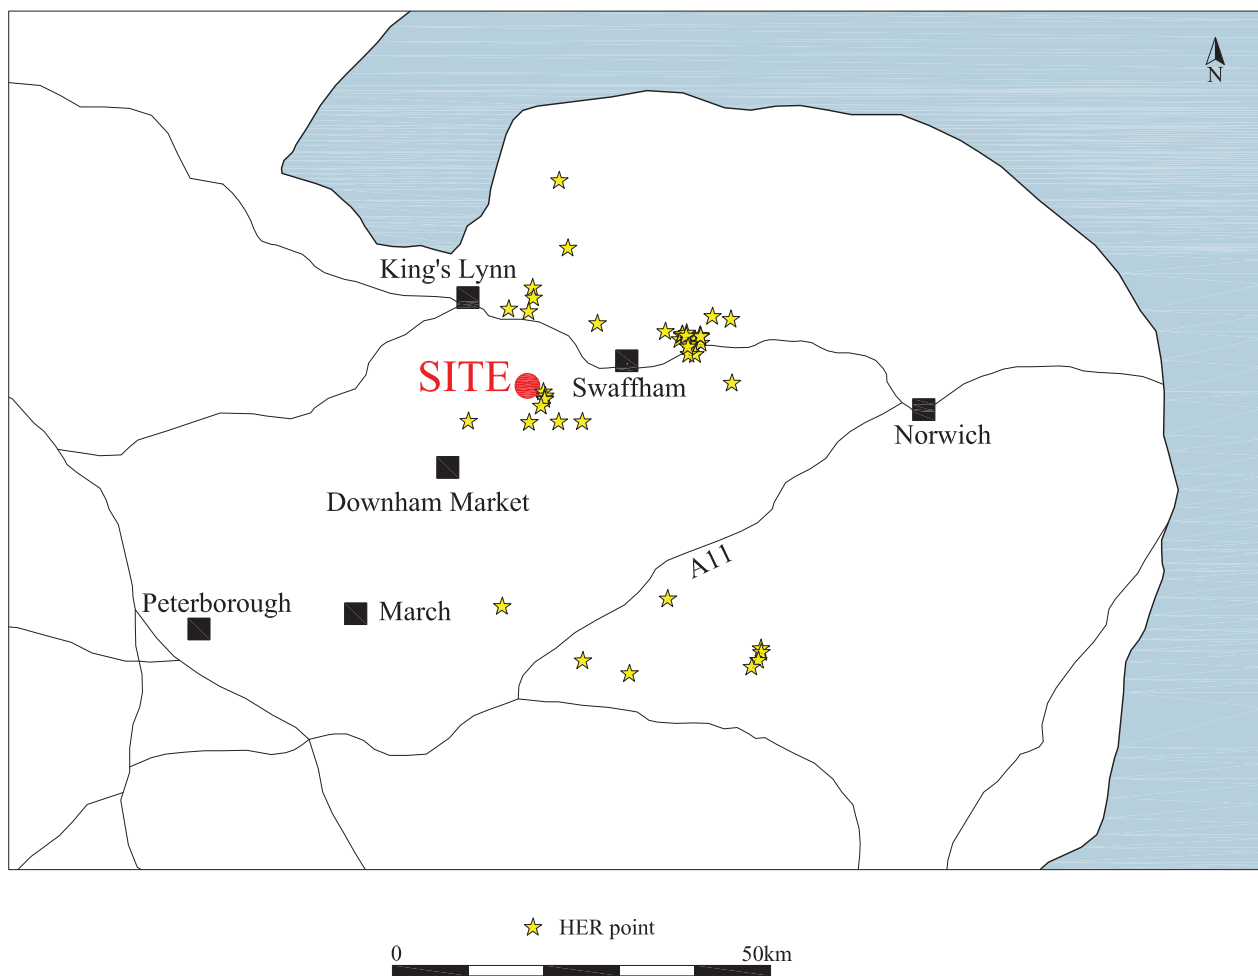 N
King's Lynn
SITE
Swaffham
Norwich
Downham Market
A11
Peterborough
March
HER point
0
50km